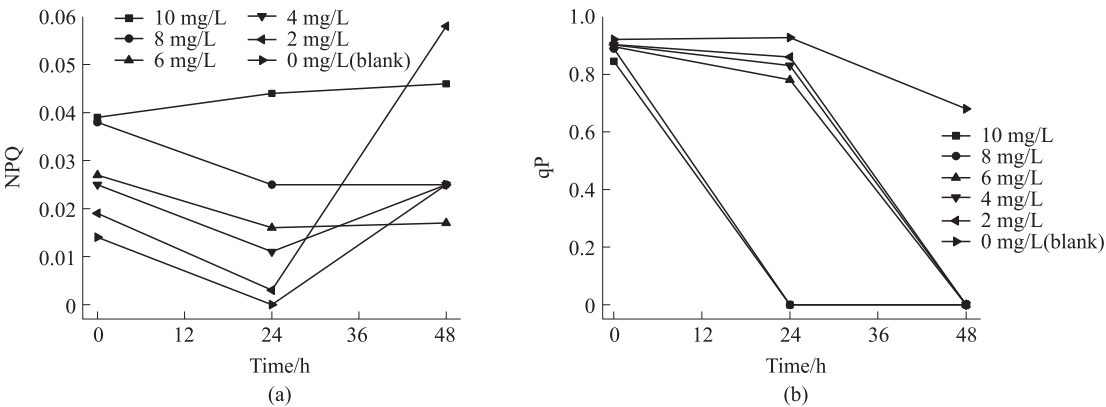 0.06
0.05
0.04
0.03
0.02
0.01
0
NPQ
10 mg/L
8 mg/L
6 mg/L
4 mg/L
2 mg/L
0 mg/L(blank)
0 12 24 36 48
Time/h
(a)
1.0
0.8
0.6
0.4
0.2
0
qP
10 mg/L
8 mg/L
6 mg/L
4 mg/L
2 mg/L
0 mg/L(blank)
0 12 24 36 48
Time/h
(b)